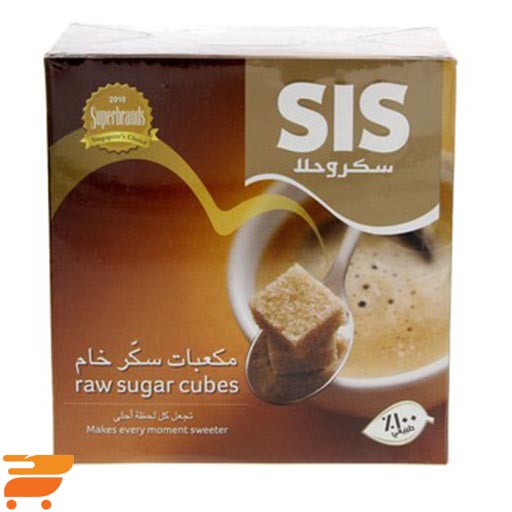 2018
Superbrands
Singapore's Choice
SIS
سكروحلا
مكعبات سكّر خام
raw sugar cubes
تجعل كل لحظة أحلى
Makes every moment sweeter
٪١٠٠
طبيعي